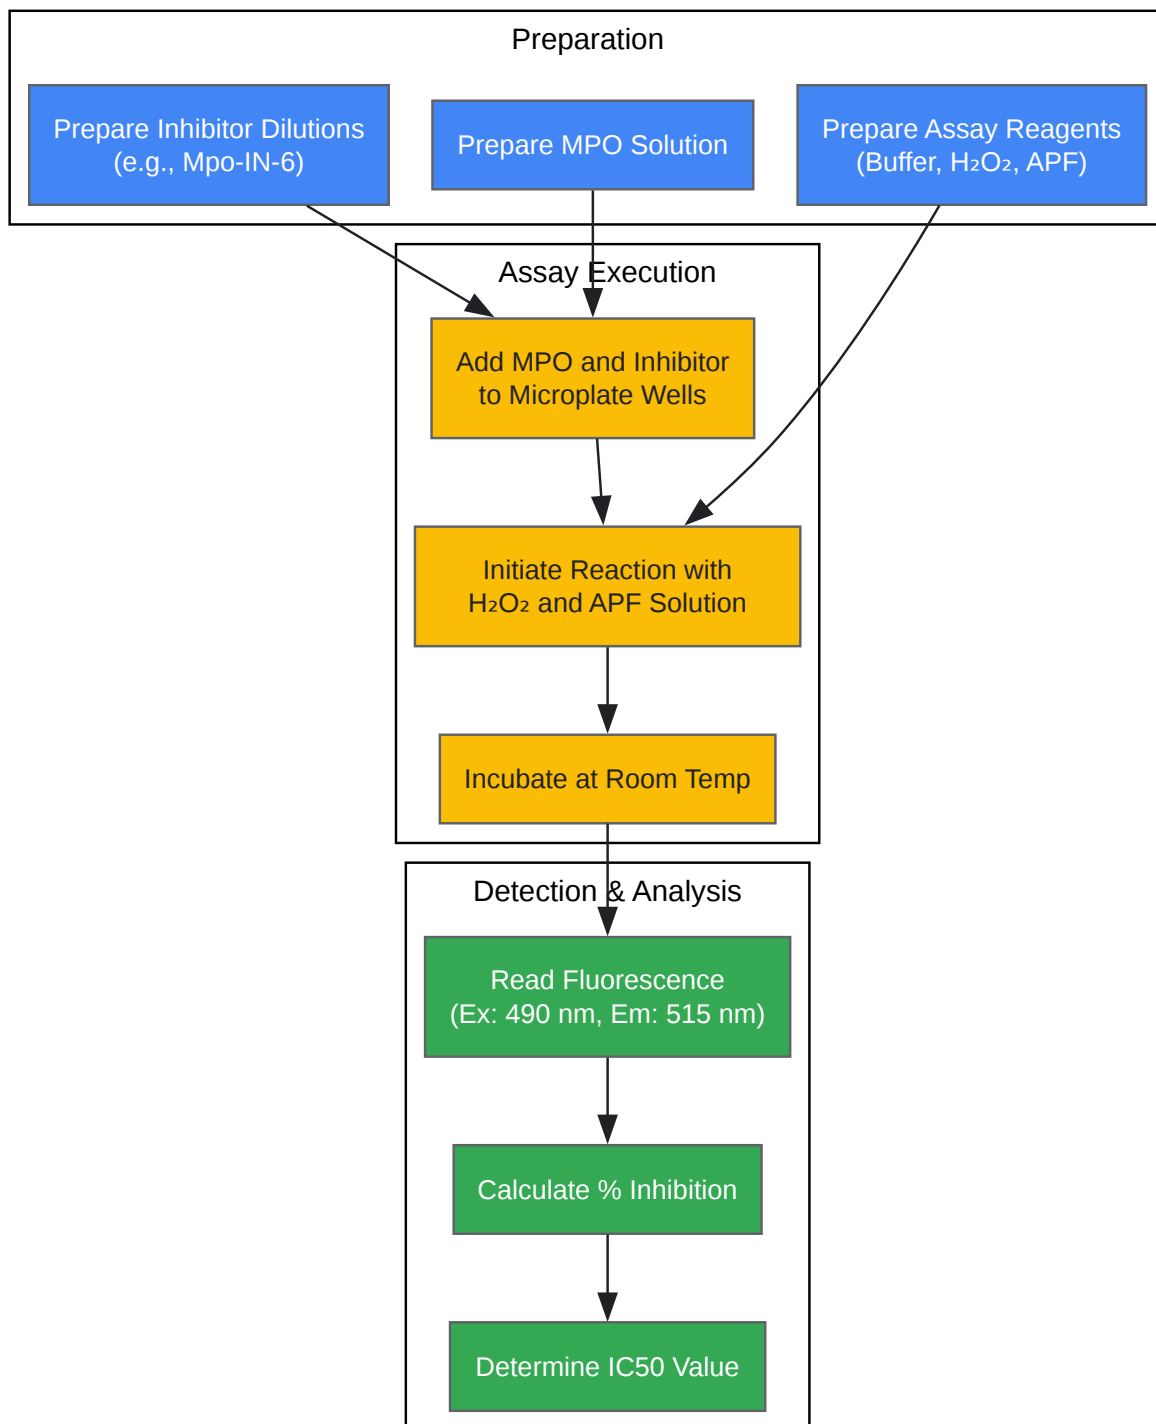 Preparation
Prepare Inhibitor Dilutions
(e.g., Mpo-IN-6)
Prepare MPO Solution
Prepare Assay Reagents
(Buffer, H₂O₂, APF)
Assay Execution
Add MPO and Inhibitor
to Microplate Wells
Initiate Reaction with
H₂O₂ and APF Solution
Incubate at Room Temp
Detection & Analysis
Read Fluorescence
(Ex: 490 nm, Em: 515 nm)
Calculate % Inhibition
Determine IC50 Value